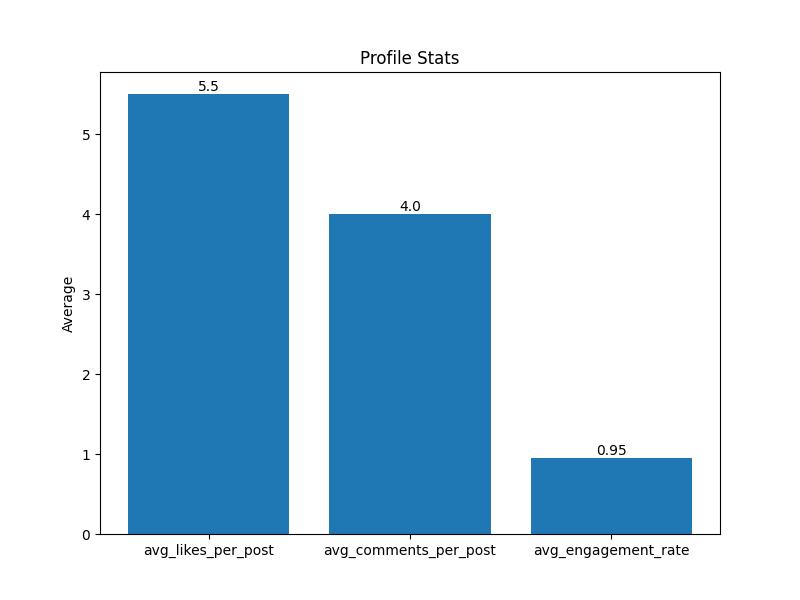 Profile Stats
5.5
4.0
0.95
Average
5
4
3
2
1
0
avg_likes_per_post
avg_comments_per_post
avg_engagement_rate